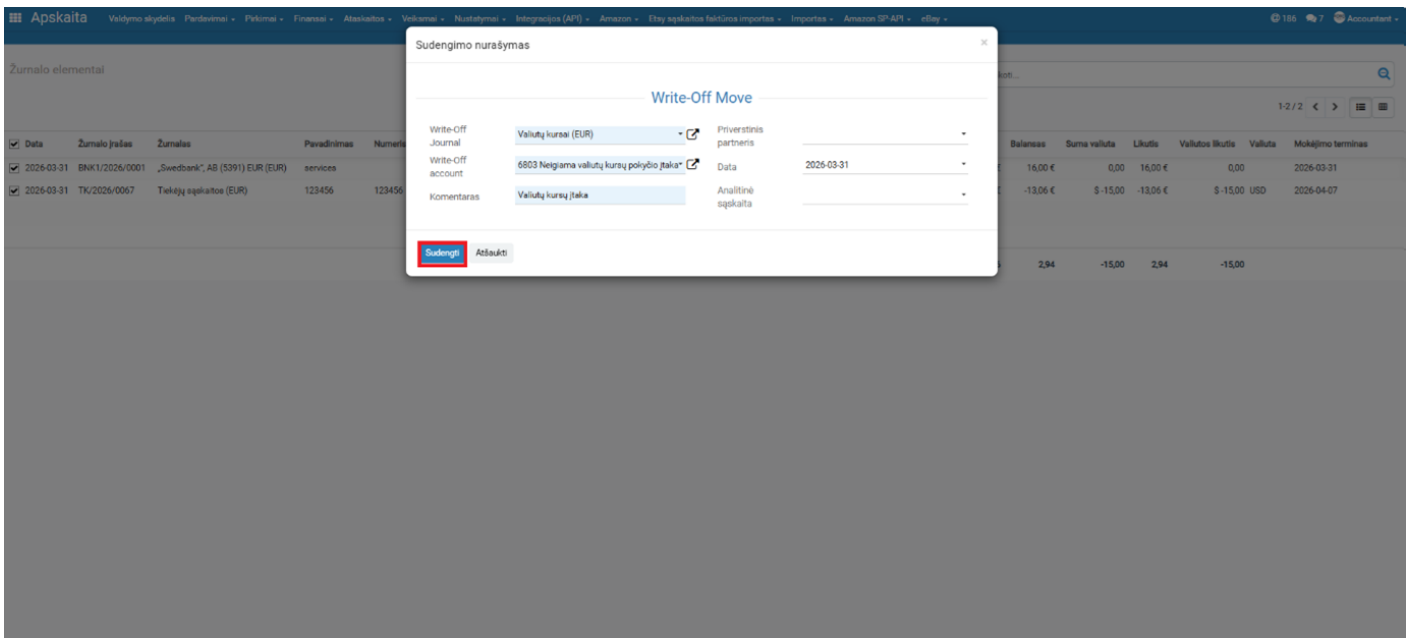 Apskaita Valdymo skydelis Pardavimai Pirkimai Finansai Ataskaitos Veiksmai Nustatymai Integracijos (API) Amazon Etsy sąskaitos faktūros importas Importas Amazon SP-API eBay 186 7 Accountant
Sudengimo nurašymas ×
Žurnalo elementai
Write-Off Move
1-2 / 2
Write-Off Journal Valiutų kursai (EUR) Priverstinis partneris
Write-Off account 6803 Neigiama valiutų kursų pokyčio įtaka Data 2026-03-31
Komentaras Valiutų kursų įtaka Analitinė sąskaita
Sudengti Atšaukti
Data Žurnalo įrašas Žurnalas Pavadinimas Numeris Balansas Suma valiuta Likutis Valiutos likutis Valiuta Mokėjimo terminas
2026-03-31 BNK1/2026/0001 „Swedbank", AB (5391) EUR (EUR) services 16,00 € 0,00 16,00 € 0,00 2026-03-31
2026-03-31 TK/2026/0067 Tiekėjų sąskaitos (EUR) 123456 123456 -13,06 € $ -15,00 -13,06 € $ -15,00 USD 2026-04-07
2,94 -15,00 2,94 -15,00